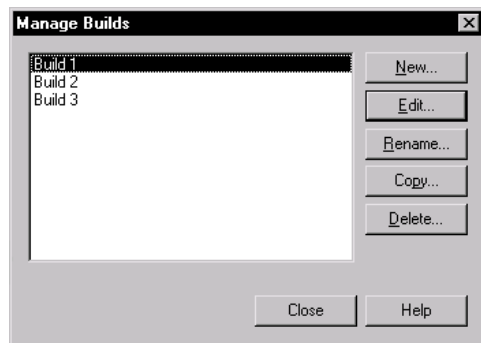 Manage Builds
Build 1
Build 2
Build 3
New...
Edit...
Rename...
Copy...
Delete...
Close
Help